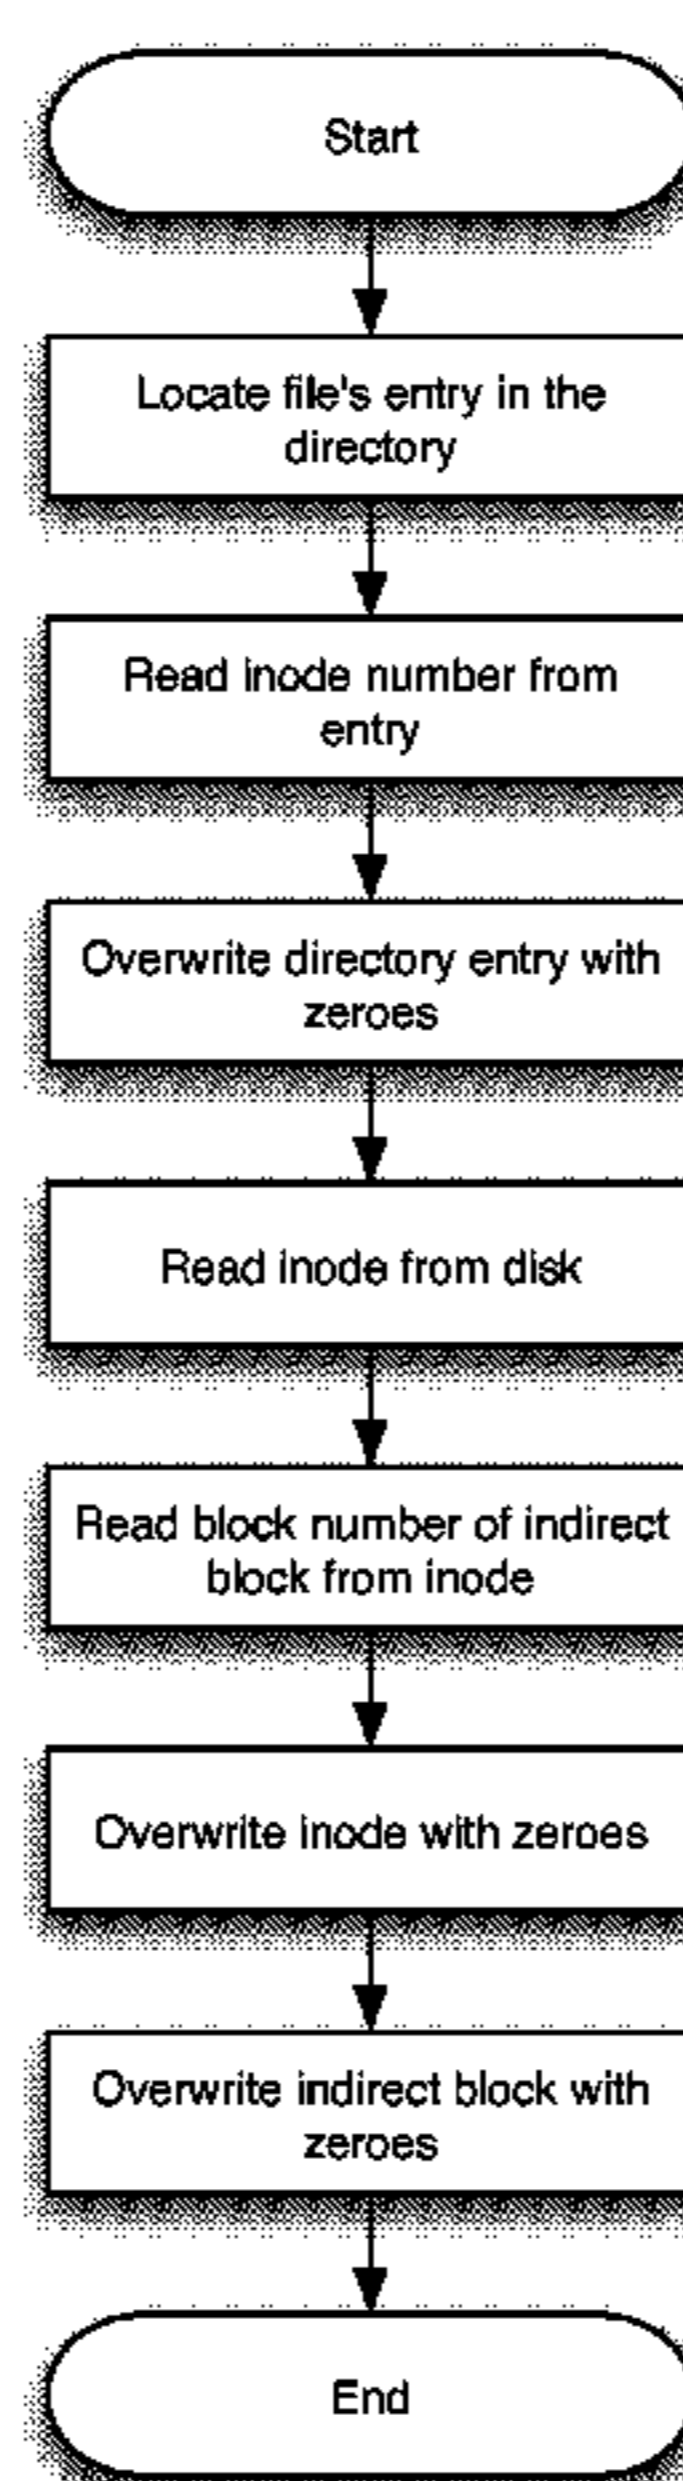 Start
Locate file's entry in the
directory
Read inode number from
entry
Overwrite directory entry with
zeroes
Read inode from disk
Read block number of indirect
block from inode
Overwrite inode with zeroes
Overwrite indirect block with
zeroes
End